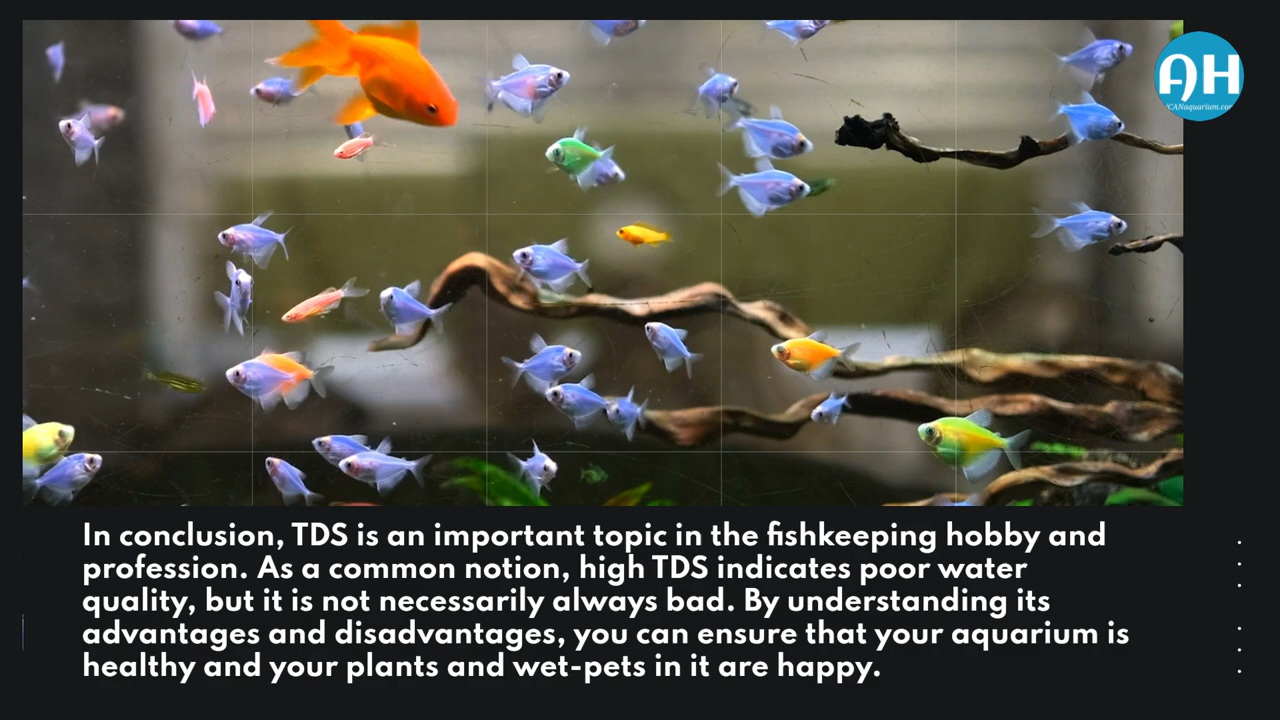 AH
In conclusion, TDS is an important topic in the fishkeeping hobby and
profession. As a common notion, high TDS indicates poor water
quality, but it is not necessarily always bad. By understanding its
advantages and disadvantages, you can ensure that your aquarium is
healthy and your plants and wet-pets in it are happy.